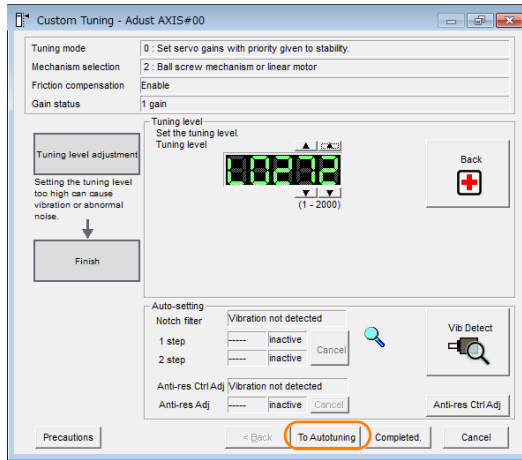 Custom Tuning - Adust AXIS#00
Tuning mode
0 : Set servo gains with priority given to stability.
Mechanism selection
2 : Ball screw mechanism or linear motor
Friction compensation
Enable
Gain status
1 gain
Tuning level adjustment
Setting the tuning level
too high can cause
vibration or abnormal
noise.
Finish
Tuning level
Set the tuning level.
Tuning level
L0272
(1 - 2000)
Back
Auto-setting
Notch filter
Vibration not detected
1 step
-----
inactive
2 step
-----
inactive
Cancel
Anti-res Ctrl Adj
Vibration not detected
Anti-res Adj
-----
inactive
Cancel
Vib Detect
Anti-res Ctrl Adj
Precautions
< Back
To Autotuning
Completed.
Cancel